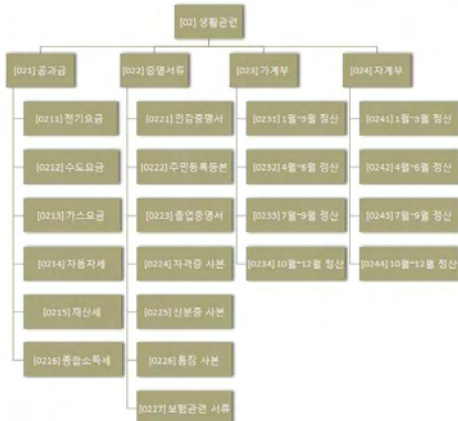 [02] 생활관련
[021] 공과금
[022] 증명서류
[023] 가계부
[024] 차계부
[0211] 전기요금
[0212] 수도요금
[0213] 가스요금
[0214] 자동차세
[0215] 재산세
[0216] 종합소득세
[0221] 인감증명서
[0222] 주민등록등본
[0223] 졸업증명서
[0224] 자격증 사본
[0225] 신분증 사본
[0226] 통장 사본
[0227] 보험관련 서류
[0231] 1월~3월 정산
[0232] 4월~6월 정산
[0233] 7월~9월 정산
[0234] 10월~12월 정산
[0241] 1월~3월 정산
[0242] 4월~6월 정산
[0243] 7월~9월 정산
[0244] 10월~12월 정산